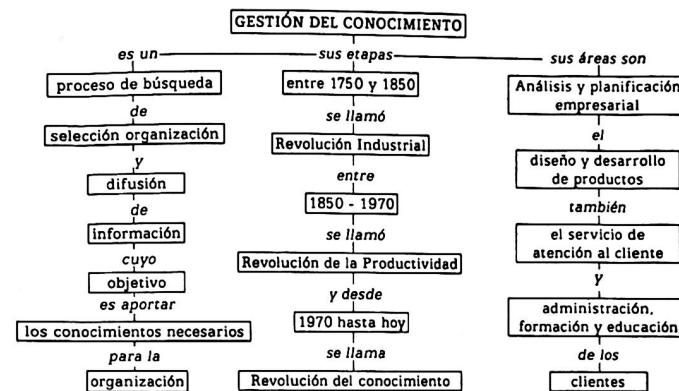 GESTIÓN DEL CONOCIMIENTO
es un
proceso de búsqueda
de
selección organización
y
difusión
de
información
cuyo
objetivo
es aportar
los conocimientos necesarios
para la
organización
sus etapas
entre 1750 y 1850
se llamó
Revolución Industrial
entre
1850 - 1970
se llamó
Revolución de la Productividad
y desde
1970 hasta hoy
se llama
Revolución del conocimiento
sus áreas son
Análisis y planificación
empresarial
el
diseño y desarrollo
de productos
también
el servicio de
atención al cliente
Y
administración,
formación y educación
de los
clientes